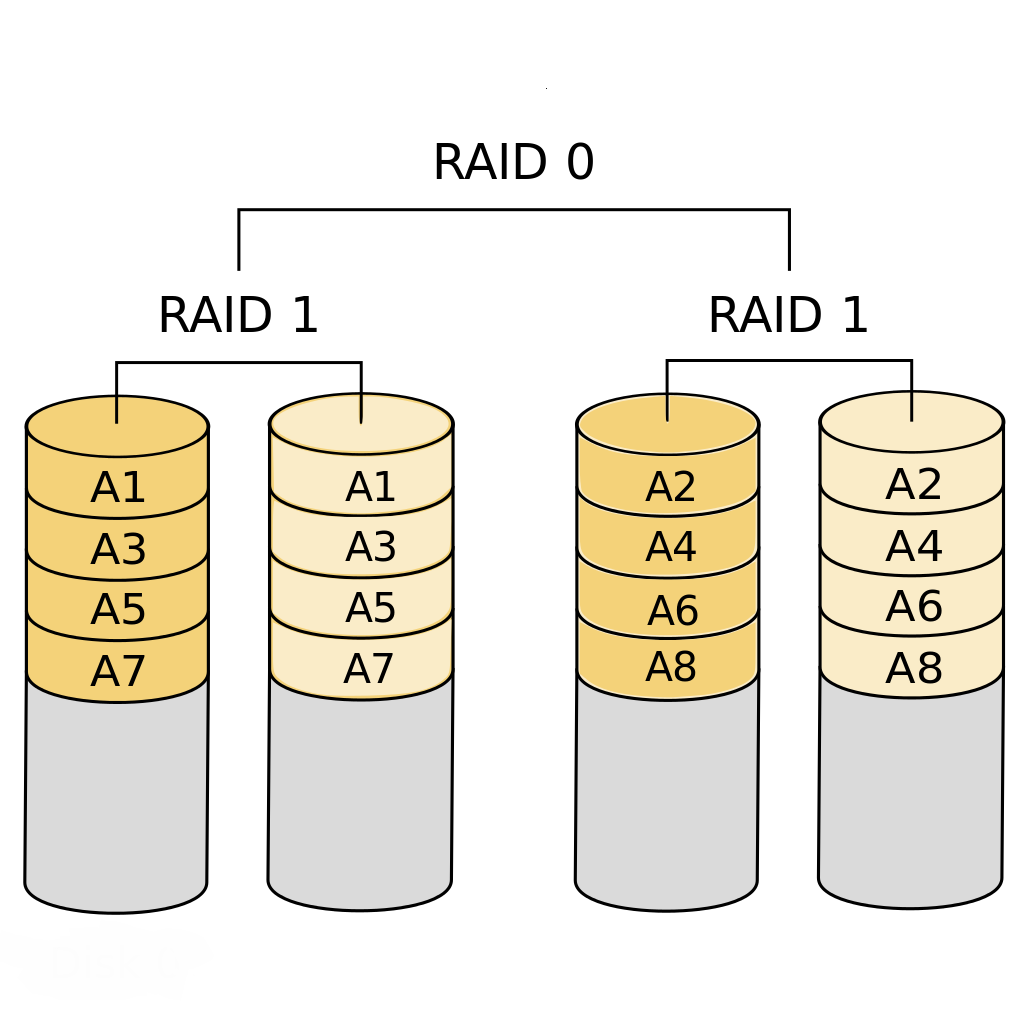 RAID 0
RAID 1 RAID 1
A1 A1 A2 A2
A3 A3 A4 A4
A5 A5 A6 A6
A7 A7 A8 A8